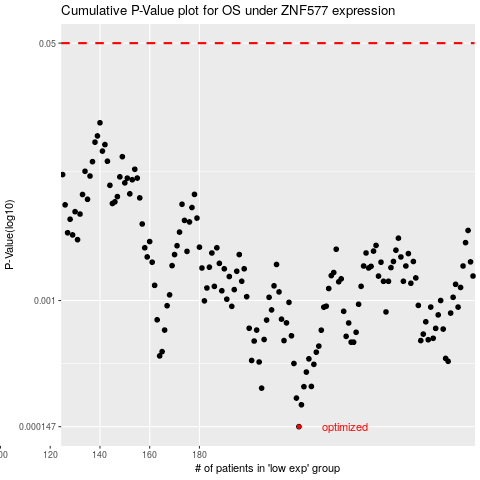 Cumulative P-Value plot for OS under ZNF577 expression
0.05
P-Value(log10)
0.001
0.000147
optimized
00 120 140 160 180
# of patients in 'low exp' group